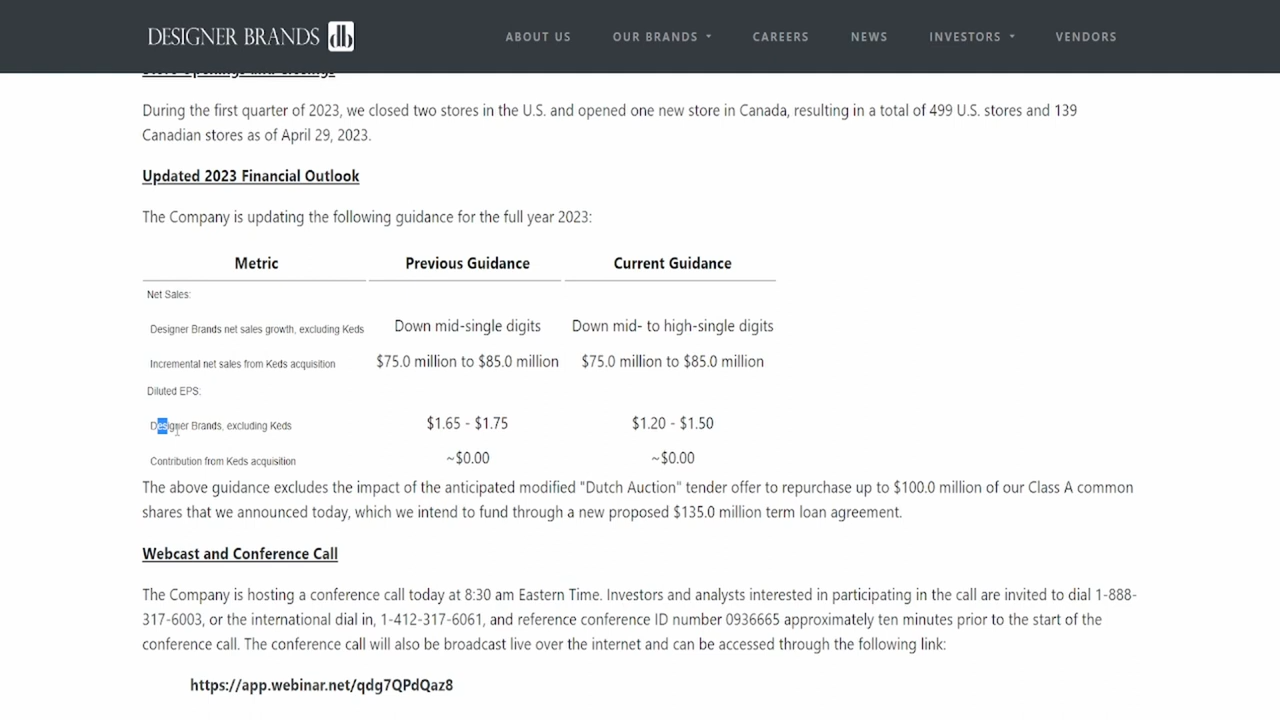 DESIGNER BRANDS db
ABOUT US
OUR BRANDS
CAREERS
NEWS
INVESTORS
VENDORS
Store Openings and Closings
During the first quarter of 2023, we closed two stores in the U.S. and opened one new store in Canada, resulting in a total of 499 U.S. stores and 139
Canadian stores as of April 29, 2023.
Updated 2023 Financial Outlook
The Company is updating the following guidance for the full year 2023:
Metric Previous Guidance Current Guidance
Net Sales:
Designer Brands net sales growth, excluding Keds Down mid-single digits Down mid- to high-single digits
Incremental net sales from Keds acquisition $75.0 million to $85.0 million $75.0 million to $85.0 million
Diluted EPS:
Designer Brands, excluding Keds $1.65 - $1.75 $1.20 - $1.50
Contribution from Keds acquisition ~$0.00 ~$0.00
The above guidance excludes the impact of the anticipated modified "Dutch Auction" tender offer to repurchase up to $100.0 million of our Class A common
shares that we announced today, which we intend to fund through a new proposed $135.0 million term loan agreement.
Webcast and Conference Call
The Company is hosting a conference call today at 8:30 am Eastern Time. Investors and analysts interested in participating in the call are invited to dial 1-888-
317-6003, or the international dial in, 1-412-317-6061, and reference conference ID number 0936665 approximately ten minutes prior to the start of the
conference call. The conference call will also be broadcast live over the internet and can be accessed through the following link:
https://app.webinar.net/qdg7QPdQaz8